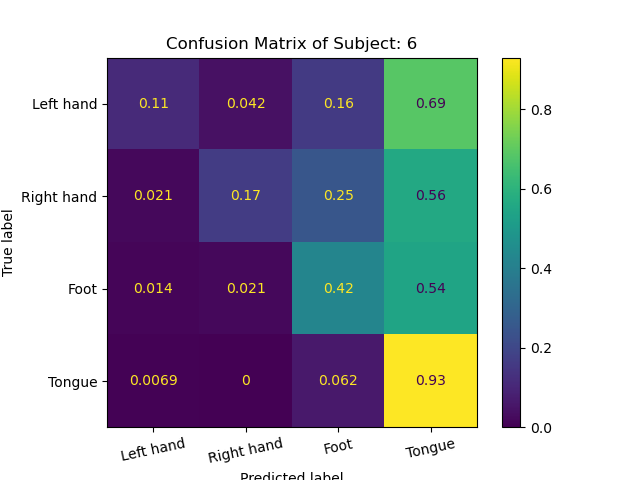 Confusion Matrix of Subject: 6
Left hand 0.11 0.042 0.16 0.69
Right hand 0.021 0.17 0.25 0.56
Foot 0.014 0.021 0.42 0.54
Tongue 0.0069 0 0.062 0.93
Left hand Right hand Foot Tongue
Predicted label
True label
0.8
0.6
0.4
0.2
0.0